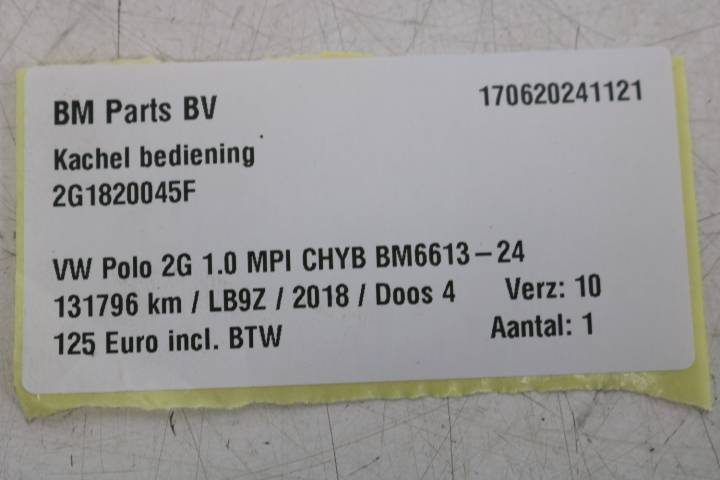 BM Parts BV 170620241121
Kachel bediening
2G1820045F
VW Polo 2G 1.0 MPI CHYB BM6613-24
131796 km / LB9Z / 2018 / Doos 4 Verz: 10
125 Euro incl. BTW Aantal: 1